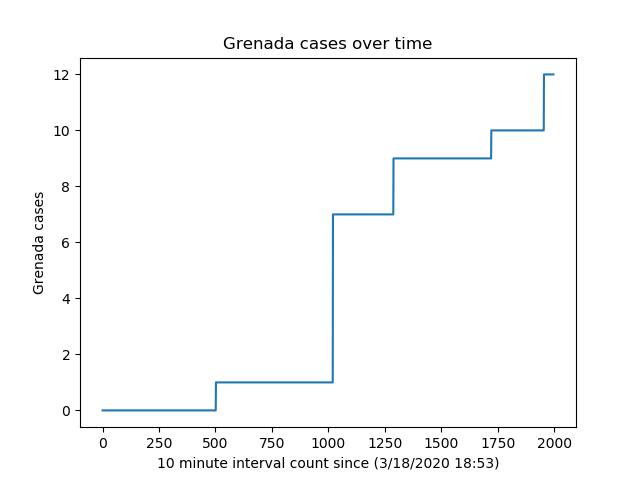 Grenada cases over time
12
10
8
6
4
2
0
Grenada cases
0 250 500 750 1000 1250 1500 1750 2000
10 minute interval count since (3/18/2020 18:53)